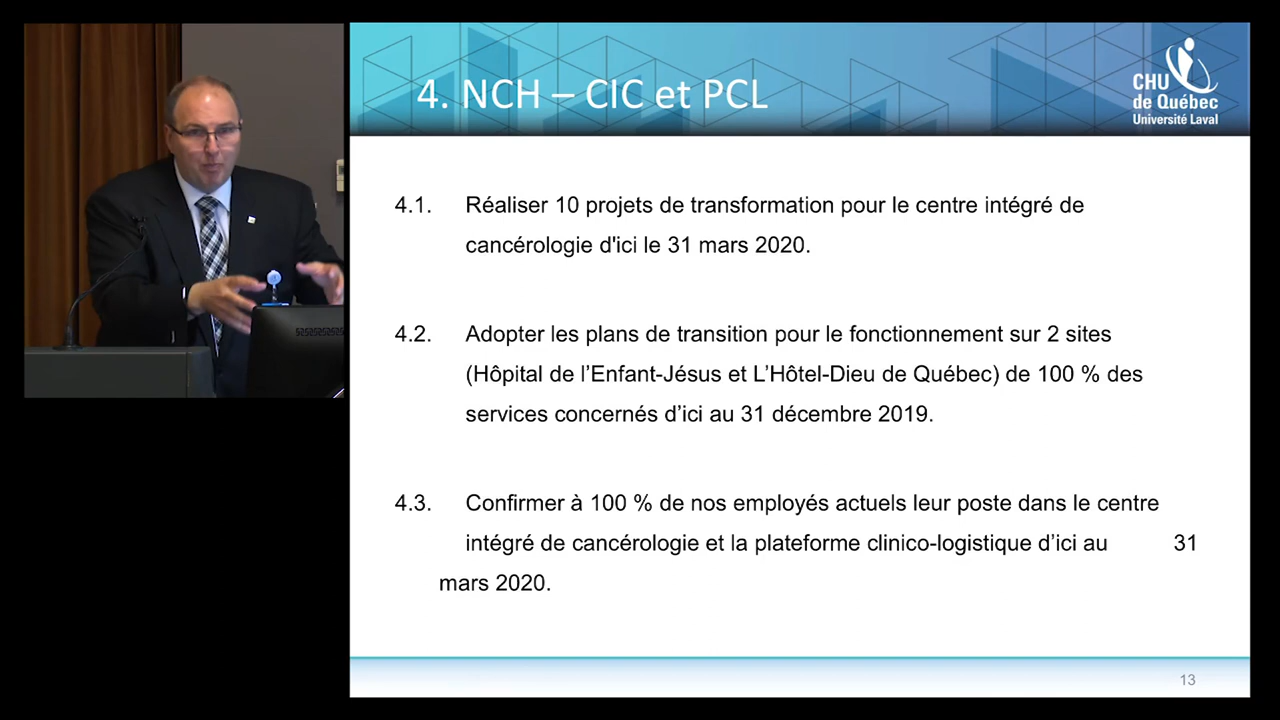 4. NCH – CIC et PCL
CHU
de Québec
Université Laval
4.1. Réaliser 10 projets de transformation pour le centre intégré de
cancérologie d'ici le 31 mars 2020.
4.2. Adopter les plans de transition pour le fonctionnement sur 2 sites
(Hôpital de l’Enfant-Jésus et L’Hôtel-Dieu de Québec) de 100 % des
services concernés d’ici au 31 décembre 2019.
4.3. Confirmer à 100 % de nos employés actuels leur poste dans le centre
intégré de cancérologie et la plateforme clinico-logistique d’ici au 31
mars 2020.
13